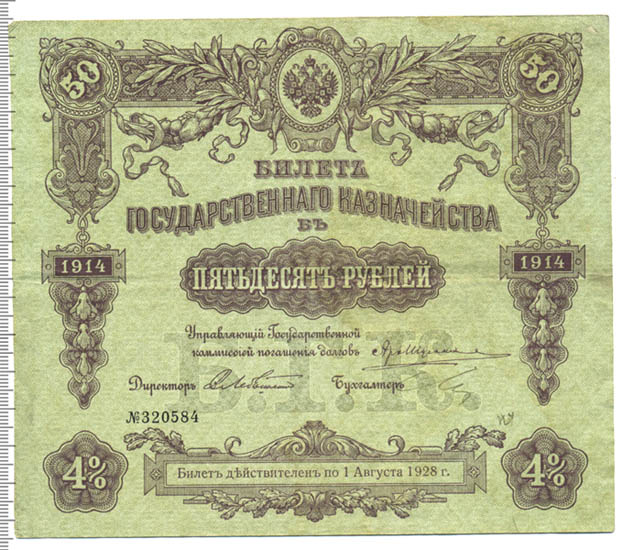 50 50
БИЛЕТЪ
ГОСУДАРСТВЕННАГО КАЗНАЧЕЙСТВА
ВЪ
1914 1914
ПЯТЬДЕСЯТЪ РУБЛЕЙ
Управляющій Государственной
коммиссіей погашенія долговъ
Директоръ Бухгалтеръ
№320584
Б.Г.К.
4% 4%
Билетъ дѣйствителенъ по 1 Августа 1928 г.